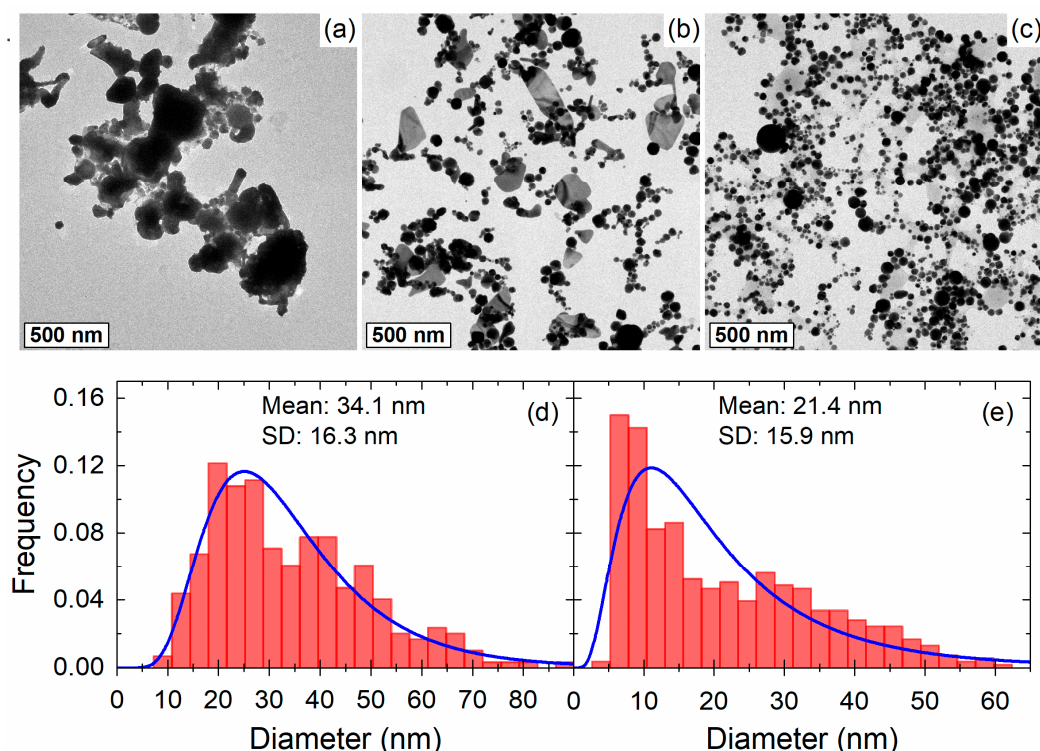 (a)
(b)
(c)
500 nm
500 nm
500 nm
Mean: 34.1 nm
SD: 16.3 nm
(d)
Mean: 21.4 nm
SD: 15.9 nm
(e)
Frequency
0.16
0.12
0.08
0.04
0.00
0 10 20 30 40 50 60 70 80
0 10 20 30 40 50 60
Diameter (nm)
Diameter (nm)